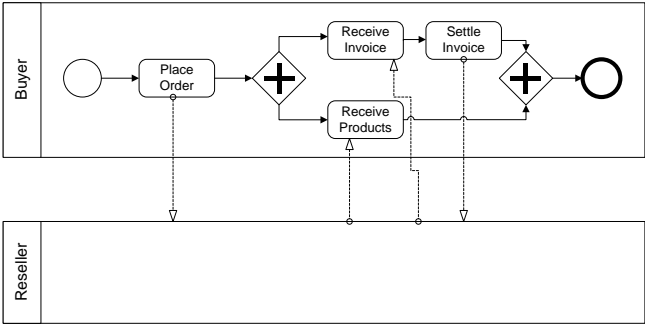 Buyer
Place
Order
Receive
Invoice
Settle
Invoice
Receive
Products
Reseller